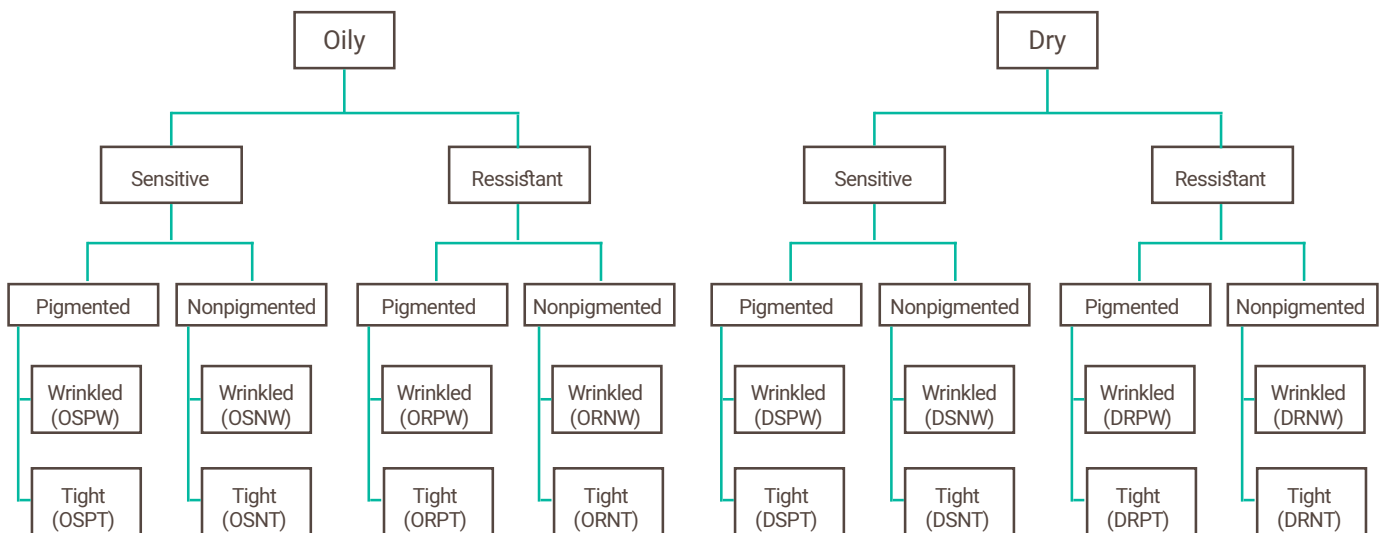 Oily
Dry
Sensitive
Ressistant
Sensitive
Ressistant
Pigmented
Nonpigmented
Pigmented
Nonpigmented
Pigmented
Nonpigmented
Pigmented
Nonpigmented
Wrinkled
(OSPW)
Wrinkled
(OSNW)
Wrinkled
(ORPW)
Wrinkled
(ORNW)
Wrinkled
(DSPW)
Wrinkled
(DSNW)
Wrinkled
(DRPW)
Wrinkled
(DRNW)
Tight
(OSPT)
Tight
(OSNT)
Tight
(ORPT)
Tight
(ORNT)
Tight
(DSPT)
Tight
(DSNT)
Tight
(DRPT)
Tight
(DRNT)